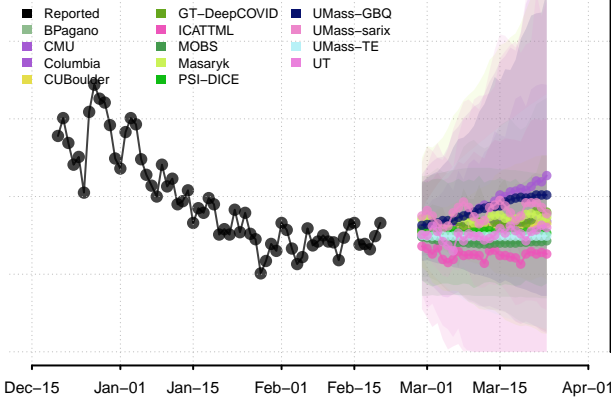 Reported
BPagano
CMU
Columbia
CUBoulder
GT−DeepCOVID
ICATTML
MOBS
Masaryk
PSI−DICE
UMass−GBQ
UMass−sarix
UMass−TE
UT
Dec−15 Jan−01 Jan−15 Feb−01 Feb−15 Mar−01 Mar−15 Apr−01